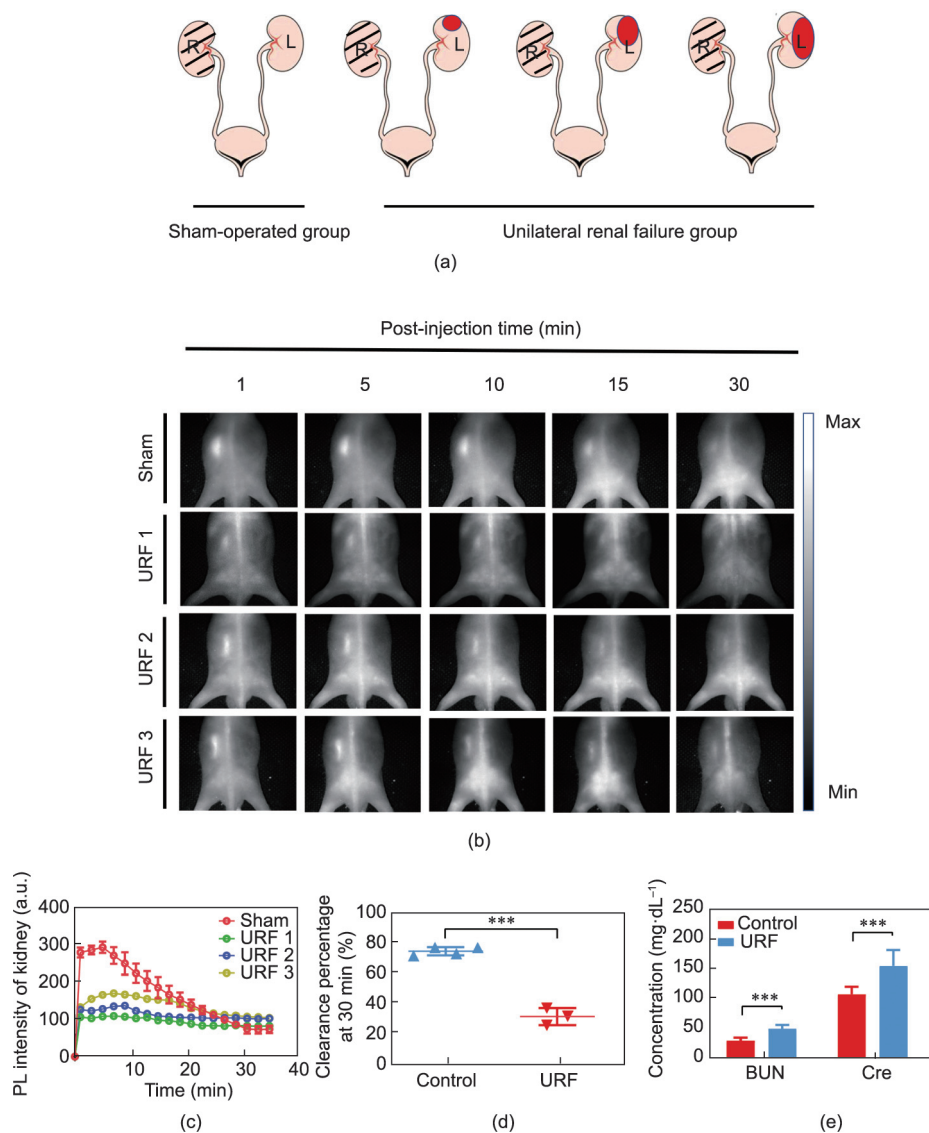 R L R L R L R L
Sham-operated group Unilateral renal failure group
(a)
Post-injection time (min)
1 5 10 15 30
Max
Sham
URF 1
URF 2
URF 3
Min
(b)
PL intensity of kidney (a.u.)
400
300
200
100
0
0 10 20 30 40
Time (min)
Sham
URF 1
URF 2
URF 3
(c)
Clearance percentage
at 30 min (%)
100
80
60
40
20
0
***
Control URF
(d)
Concentration (mg·dL⁻¹)
250
200
150
100
50
0
Control
URF
***
***
BUN Cre
(e)